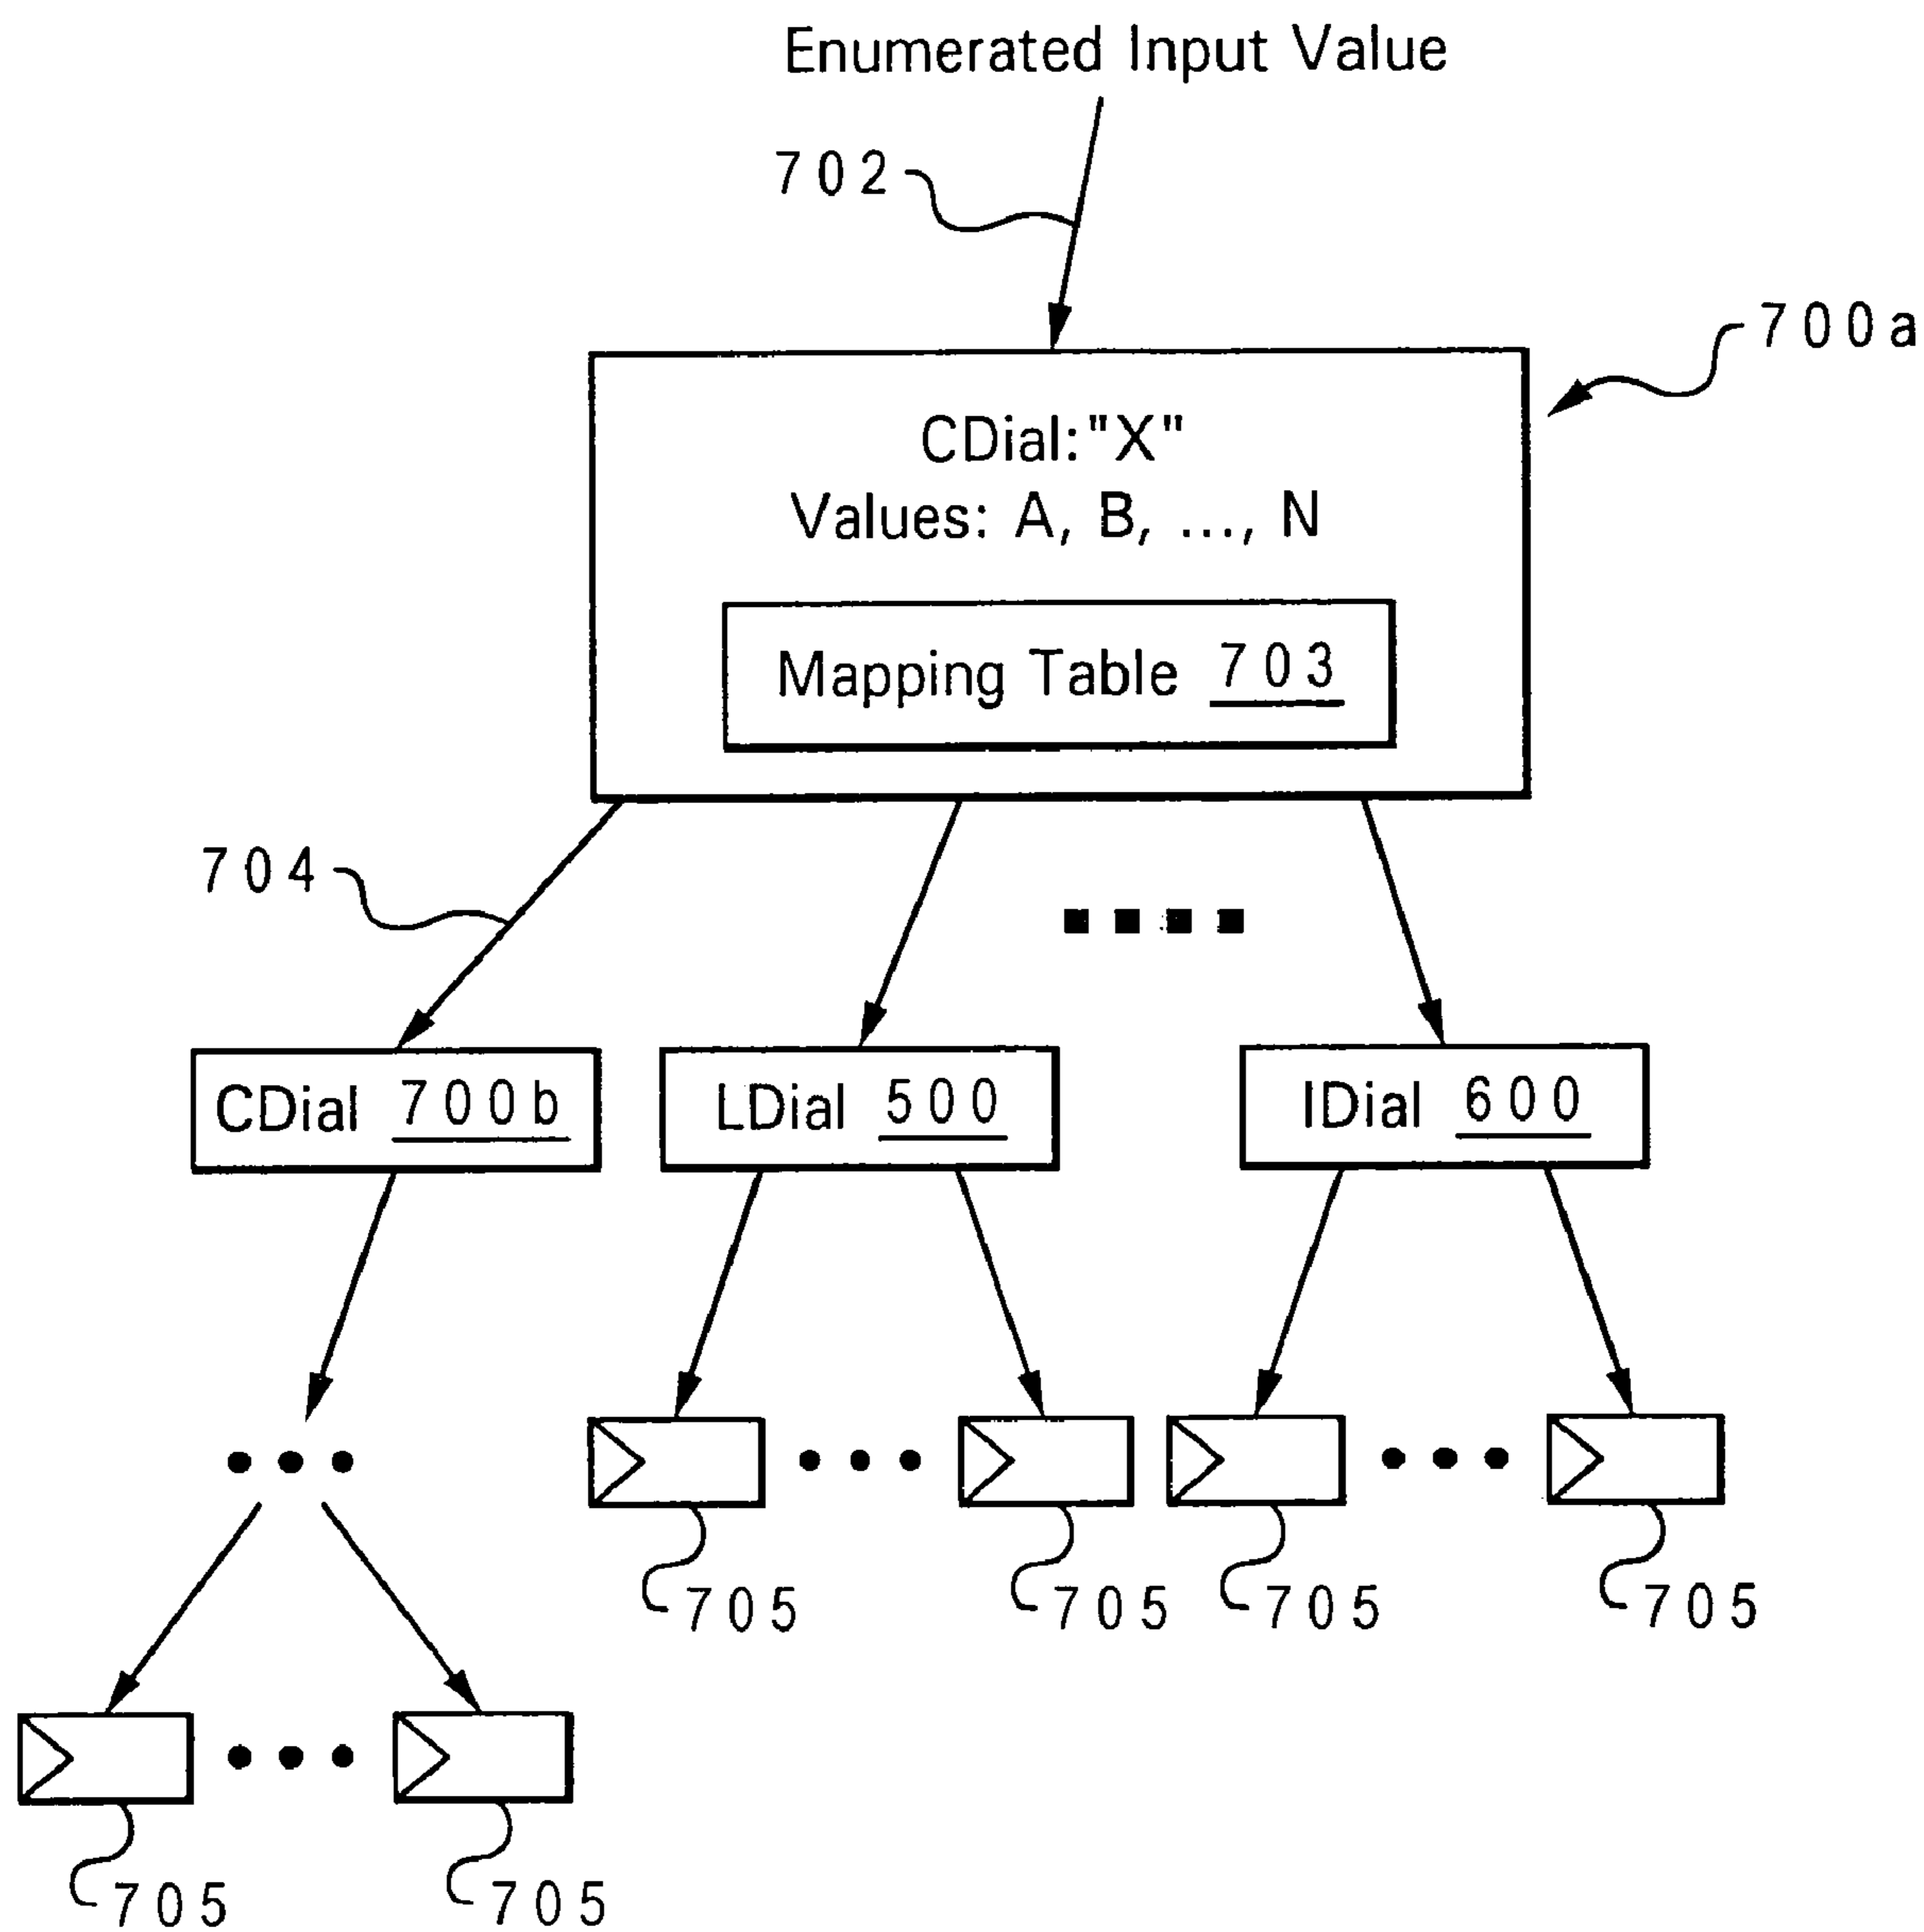 Enumerated Input Value
702
700a
CDial:"X"
Values: A, B, ..., N
Mapping Table 703
704
CDial 700b
LDial 500
IDial 600
705
705
705
705
705
705